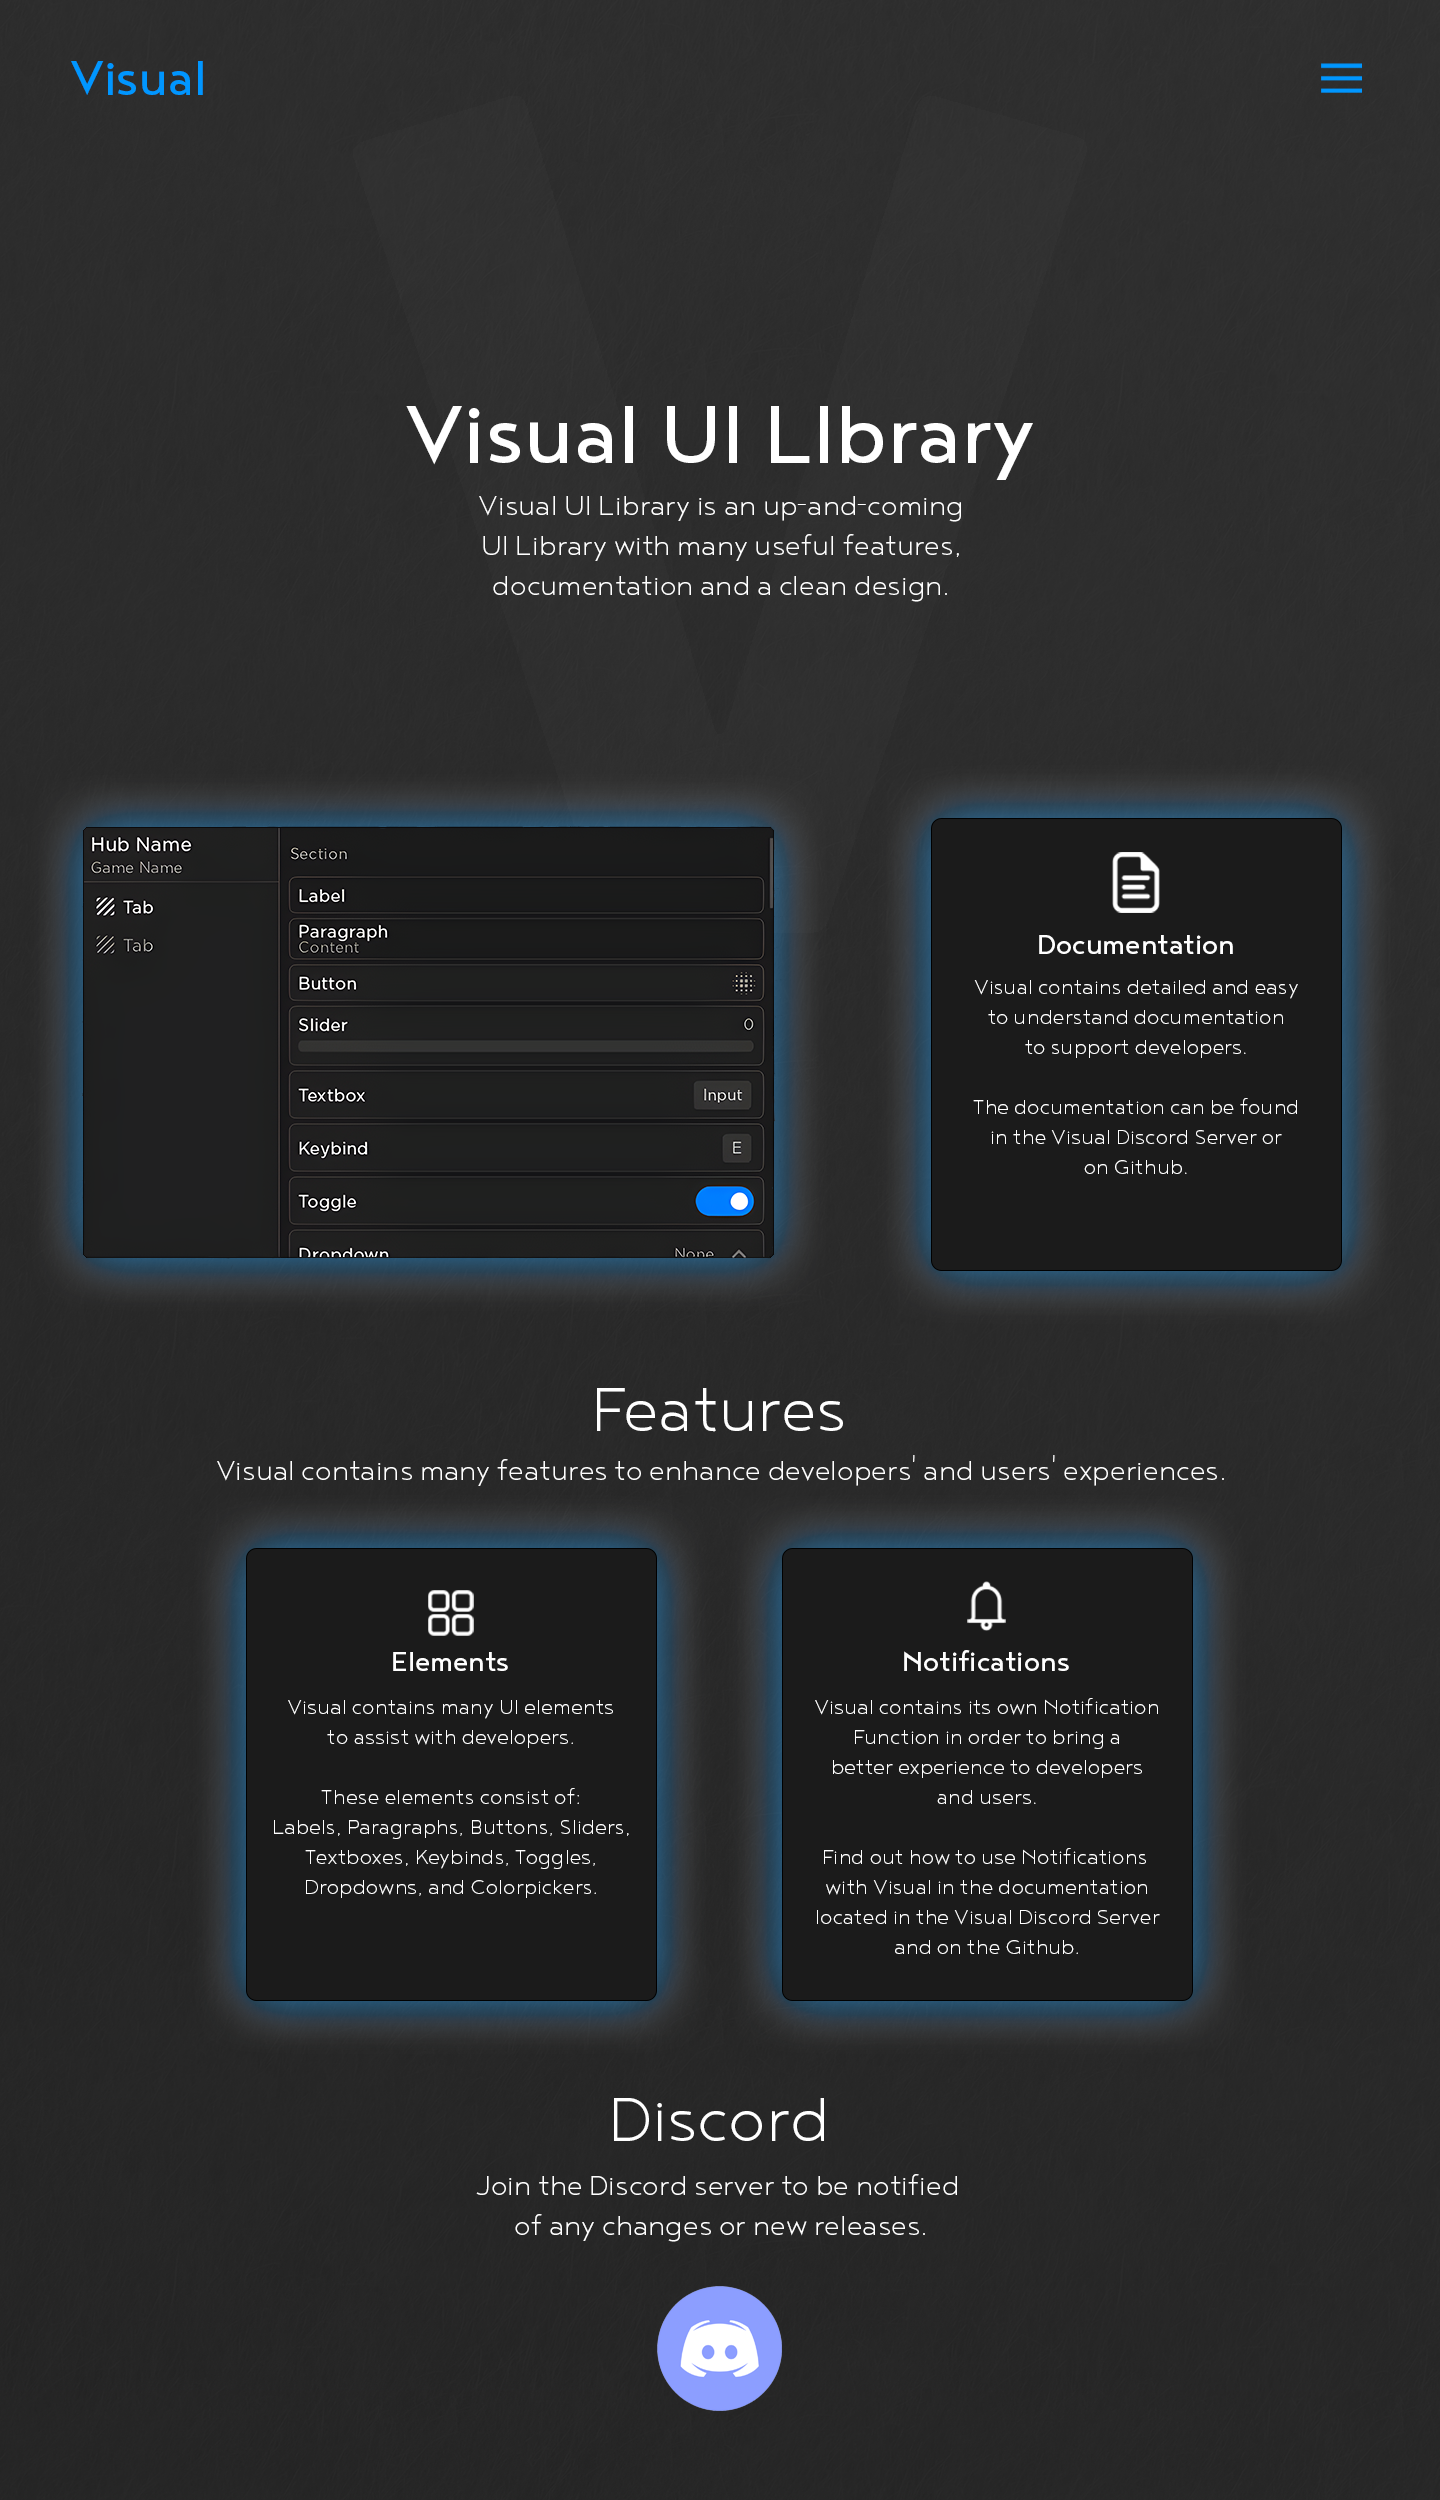 Visual
Visual UI LIbrary
Visual UI Library is an up-and-coming
UI Library with many useful features,
documentation and a clean design.
Hub Name
Game Name
Tab
Tab
Section
Label
Paragraph
Content
Button
Slider 0
Textbox Input
Keybind E
Toggle
Dropdown None
Documentation
Visual contains detailed and easy
to understand documentation
to support developers.
The documentation can be found
in the Visual Discord Server or
on Github.
Features
Visual contains many features to enhance developers' and users' experiences.
Elements
Visual contains many UI elements
to assist with developers.
These elements consist of:
Labels, Paragraphs, Buttons, Sliders,
Textboxes, Keybinds, Toggles,
Dropdowns, and Colorpickers.
Notifications
Visual contains its own Notification
Function in order to bring a
better experience to developers
and users.
Find out how to use Notifications
with Visual in the documentation
located in the Visual Discord Server
and on the Github.
Discord
Join the Discord server to be notified
of any changes or new releases.